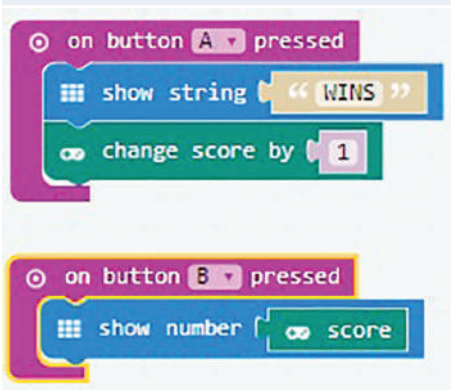 on button A pressed
show string “ WINS ”
change score by 1
on button B pressed
show number score